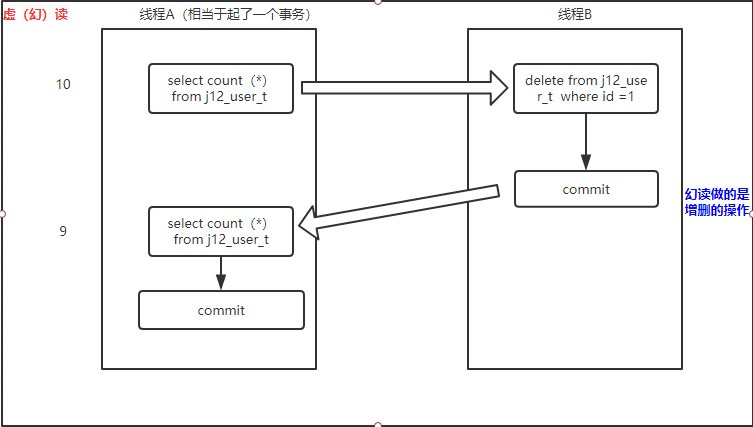 虚（幻）读
线程A（相当于起了一个事务）
线程B
10
select count（*）
from j12_user_t
delete from j12_use
r_t where id =1
commit
幻读做的是
增删的操作
9
select count（*）
from j12_user_t
commit